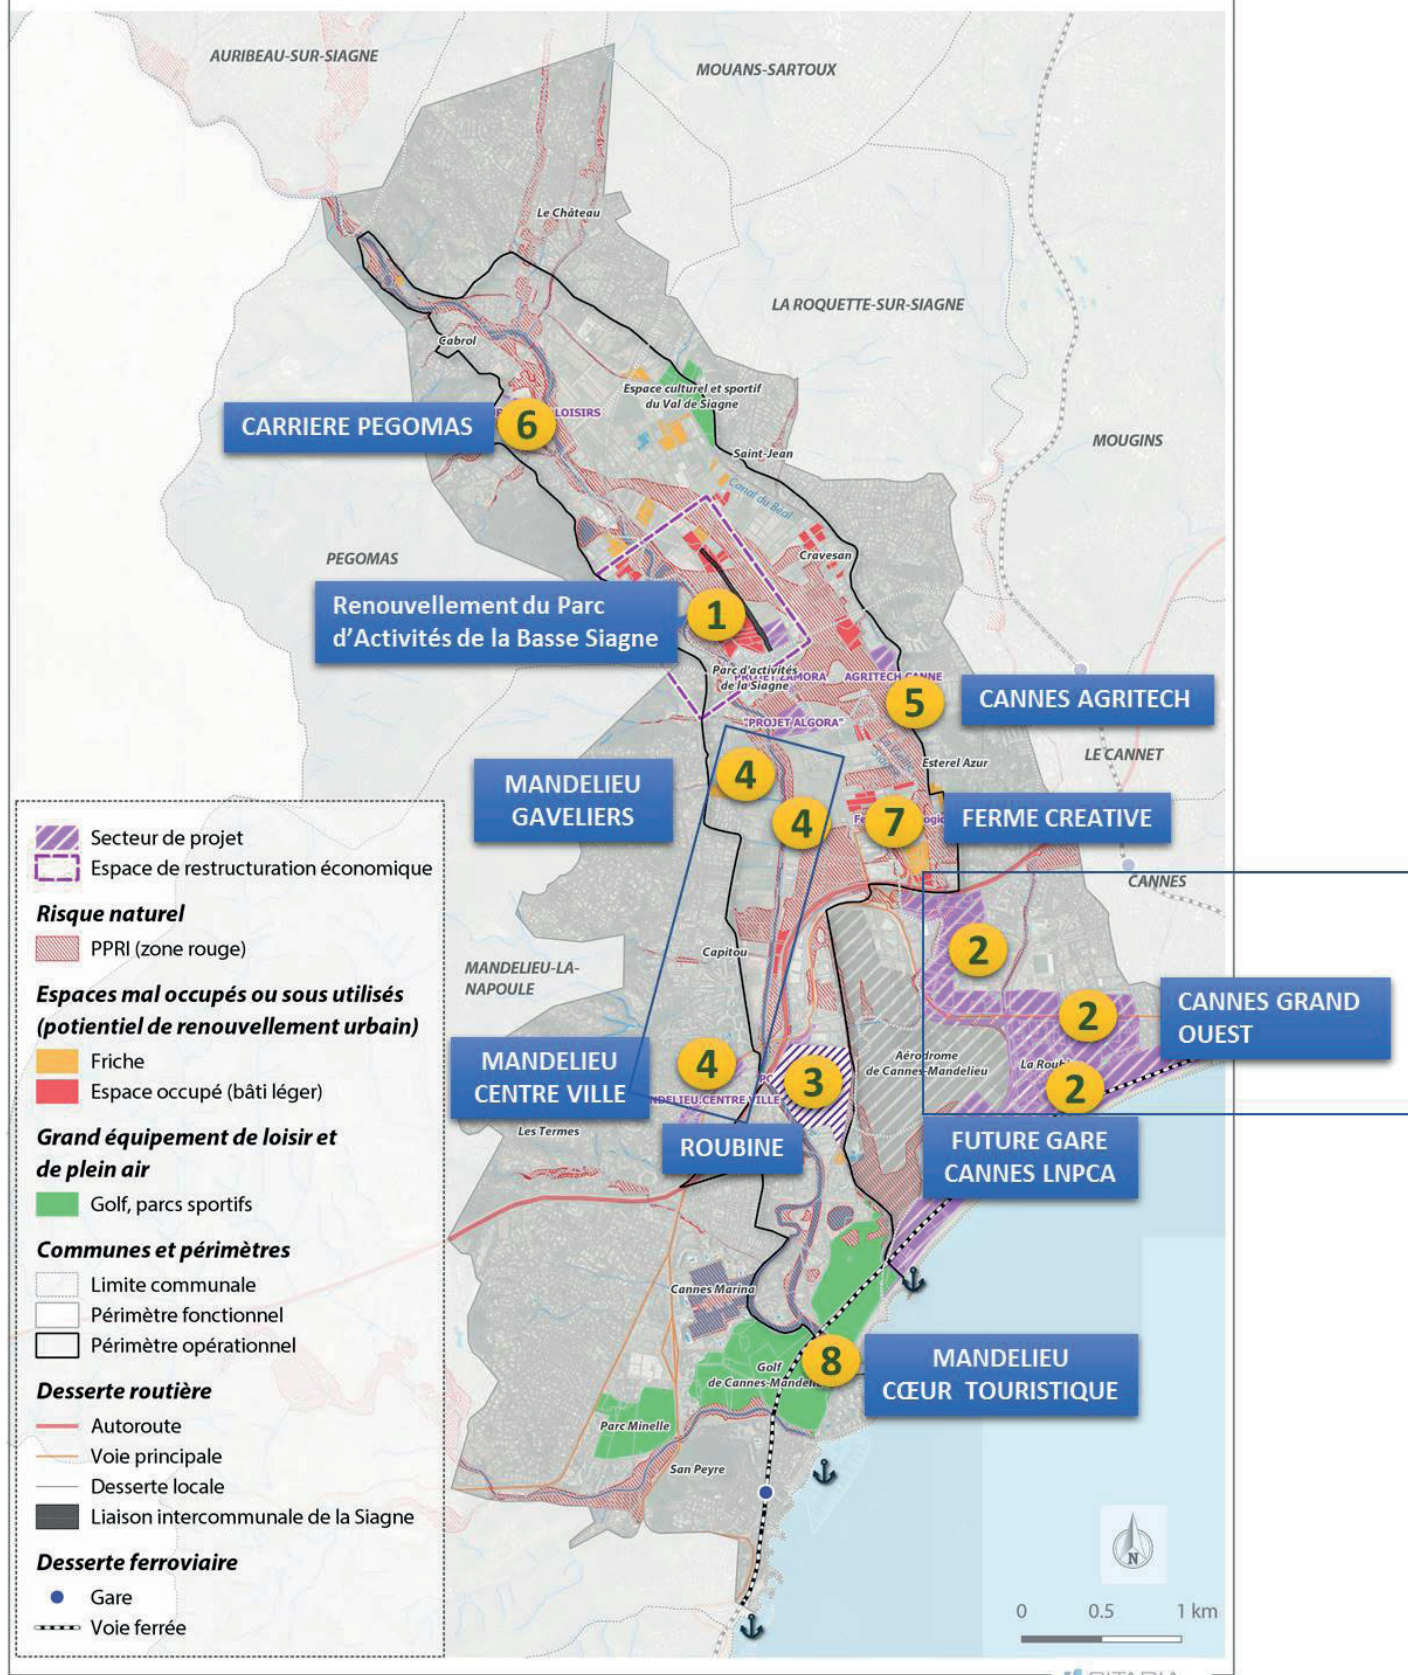 AURIBEAU-SUR-SIAGNE
MOUANS-SARTOUX
Le Château
LA ROQUETTE-SUR-SIAGNE
Cabrol
Espace culturel et sportif
du Val de Siagne
LOISIRS
CARRIERE PEGOMAS
6
MOUGINS
Saint-Jean
Canal du Béal
PEGOMAS
Cravesan
Renouvellement du Parc
d'Activités de la Basse Siagne
1
Parc d'activités
de la Siagne
PROJET ZAMORA
AGRITECH CANNE
5
CANNES AGRITECH
"PROJET ALGORA"
LE CANNET
Esterel Azur
MANDELIEU
GAVELIERS
4
4
7
FERME CREATIVE
CANNES
Capitou
2
MANDELIEU-LA-
NAPOULE
CANNES GRAND
OUEST
2
MANDELIEU
CENTRE VILLE
4
3
Aérodrome
de Cannes-Mandelieu
La Roub
2
NDELIEU.CENTRE VILLE
Les Termes
ROUBINE
FUTURE GARE
CANNES LNPCA
Cannes Marina
8
MANDELIEU
CŒUR TOURISTIQUE
Golf
de Cannes-Mandel
Parc Minelle
San Peyre
Secteur de projet
Espace de restructuration économique
Risque naturel
PPRI (zone rouge)
Espaces mal occupés ou sous utilisés
(potientiel de renouvellement urbain)
Friche
Espace occupé (bâti léger)
Grand équipement de loisir et
de plein air
Golf, parcs sportifs
Communes et périmètres
Limite communale
Périmètre fonctionnel
Périmètre opérationnel
Desserte routière
Autoroute
Voie principale
Desserte locale
Liaison intercommunale de la Siagne
Desserte ferroviaire
Gare
Voie ferrée
N
0 0.5 1 km